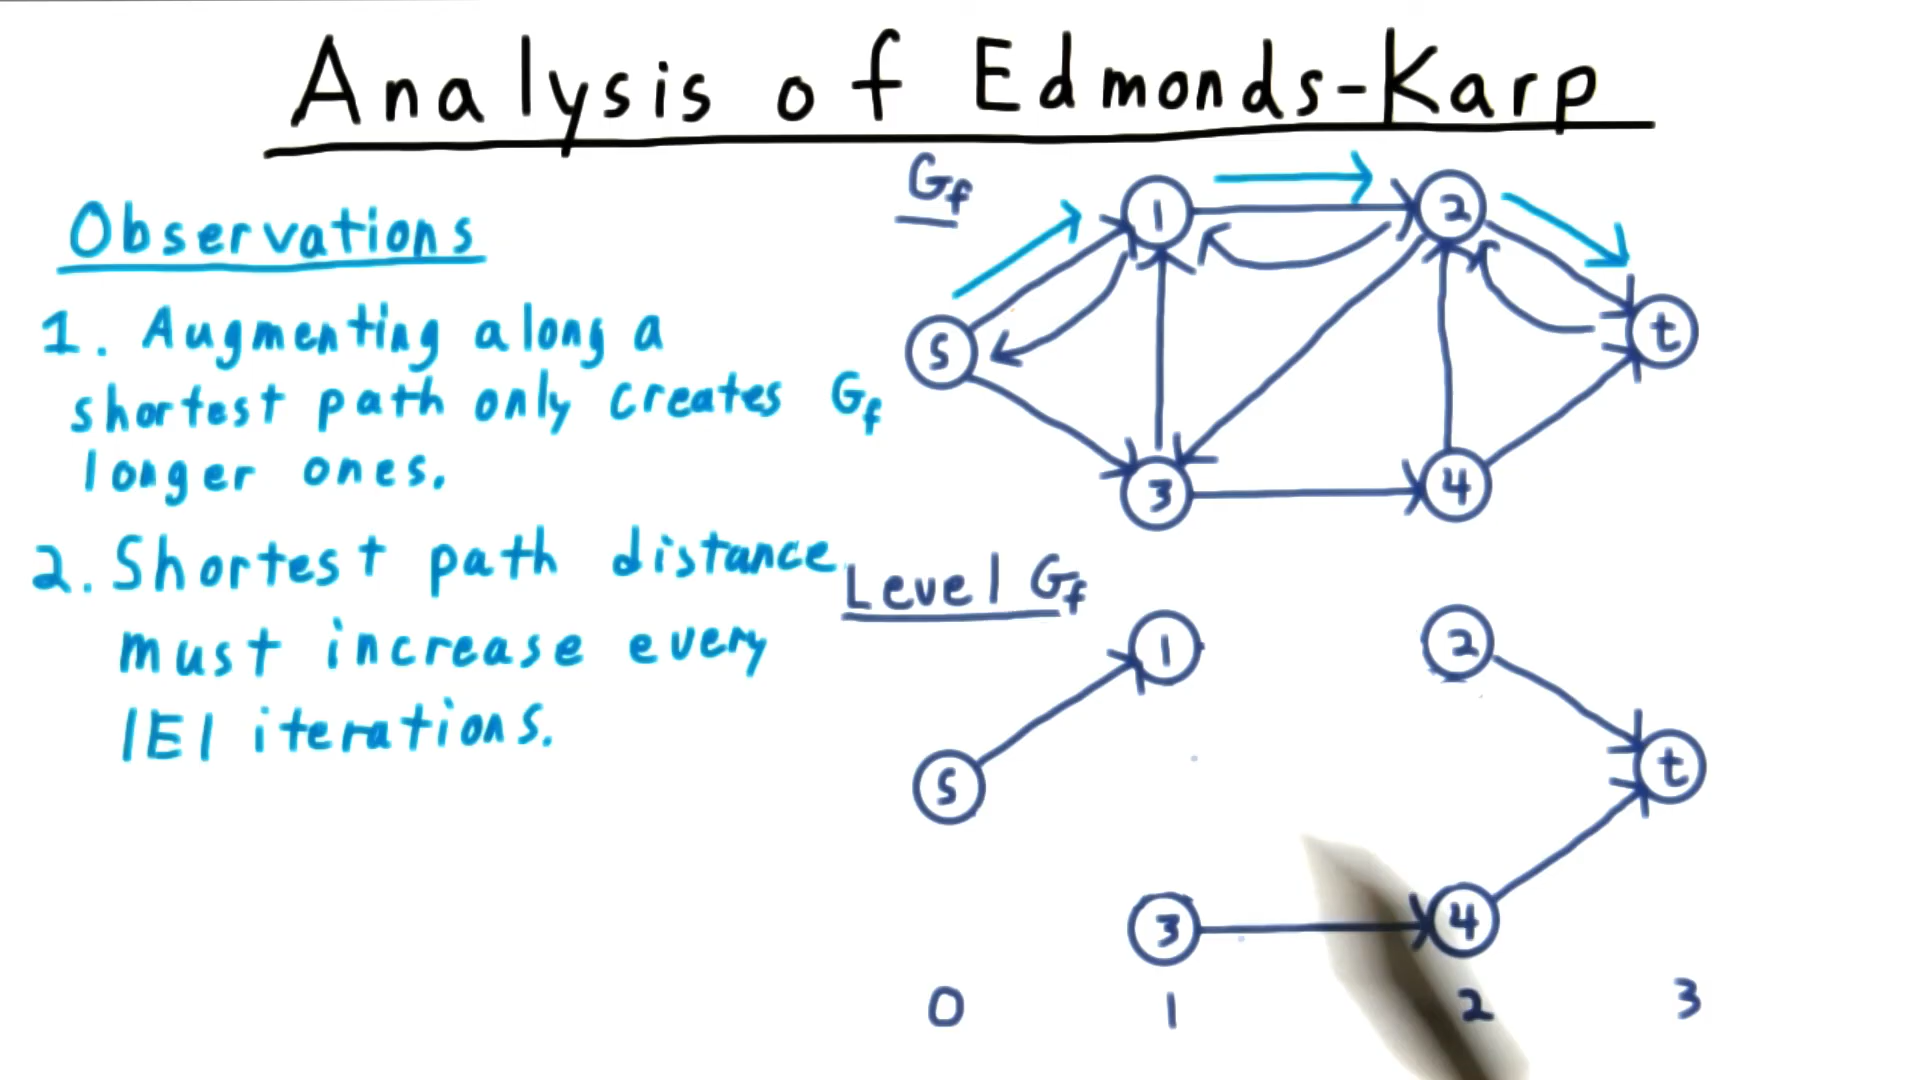 Analysis of Edmonds-Karp
Observations
1. Augmenting along a
shortest path only creates
longer ones.
2. Shortest path distance
must increase every
|E| iterations.
Gf
1
2
s
t
3
4
Gf
Level Gf
1
2
s
t
3
4
0 1 2 3